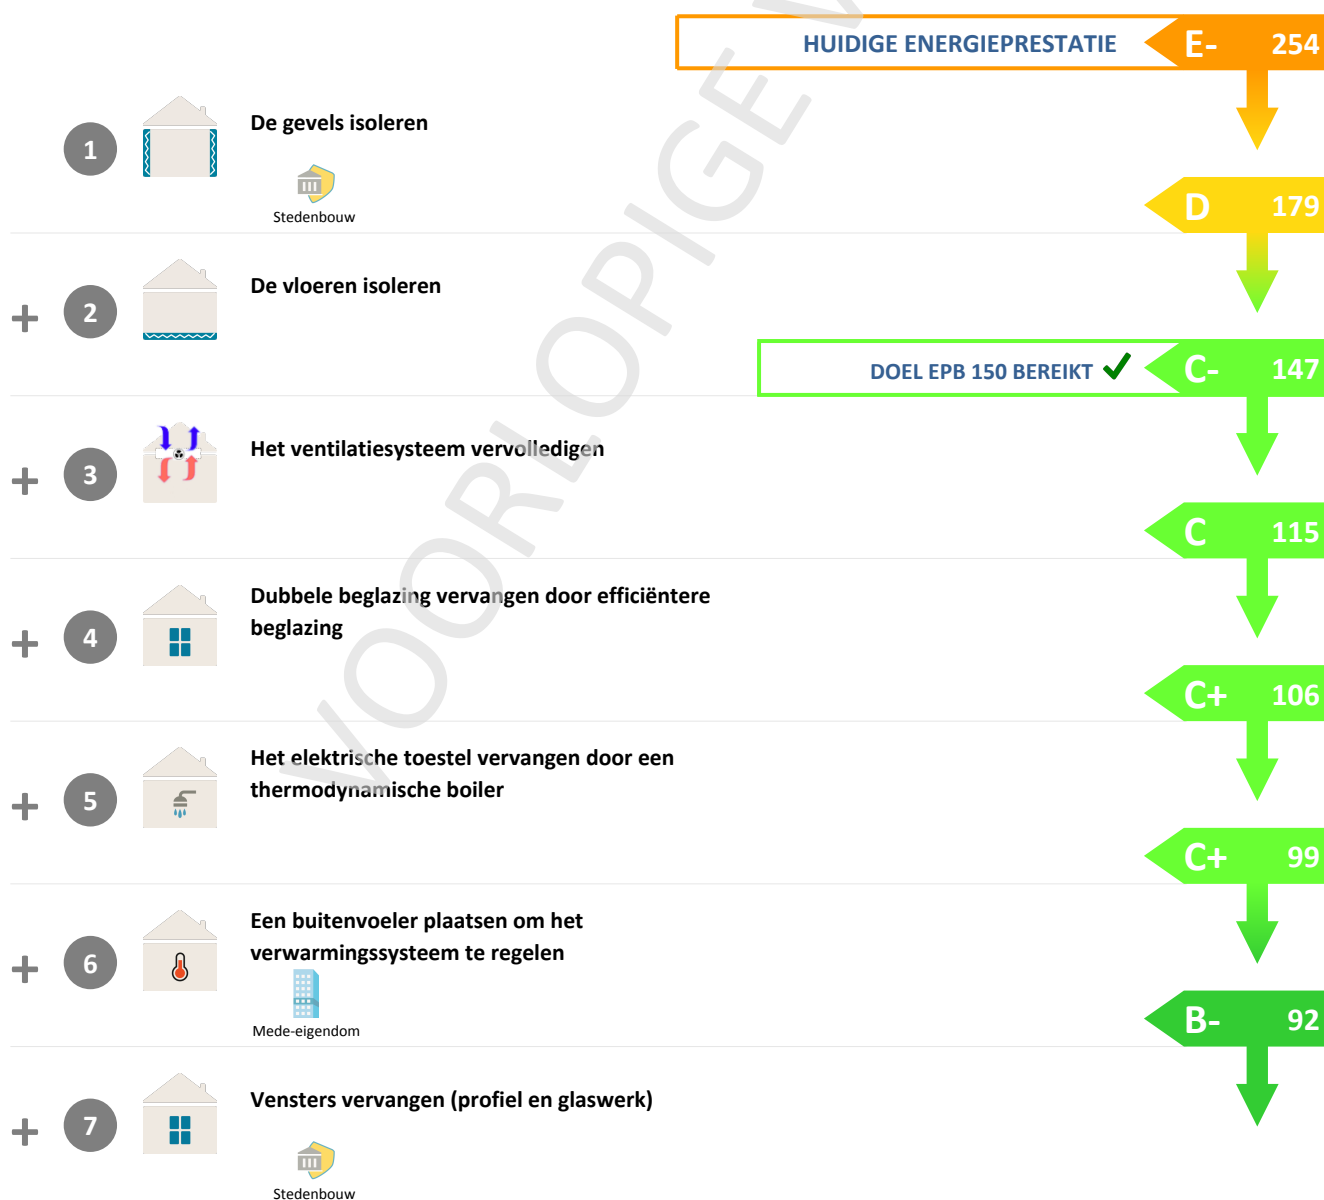 HUIDIGE ENERGIEPRESTATIE E- 254
1 De gevels isoleren
Stedenbouw
D 179
+ 2 De vloeren isoleren
DOEL EPB 150 BEREIKT C- 147
+ 3 Het ventilatiesysteem vervolledigen
C 115
+ 4 Dubbele beglazing vervangen door efficiëntere
beglazing
C+ 106
+ 5 Het elektrische toestel vervangen door een
thermodynamische boiler
C+ 99
+ 6 Een buitenvoeler plaatsen om het
verwarmingssysteem te regelen
Mede-eigendom
B- 92
+ 7 Vensters vervangen (profiel en glaswerk)
Stedenbouw
VOORLOPIGE